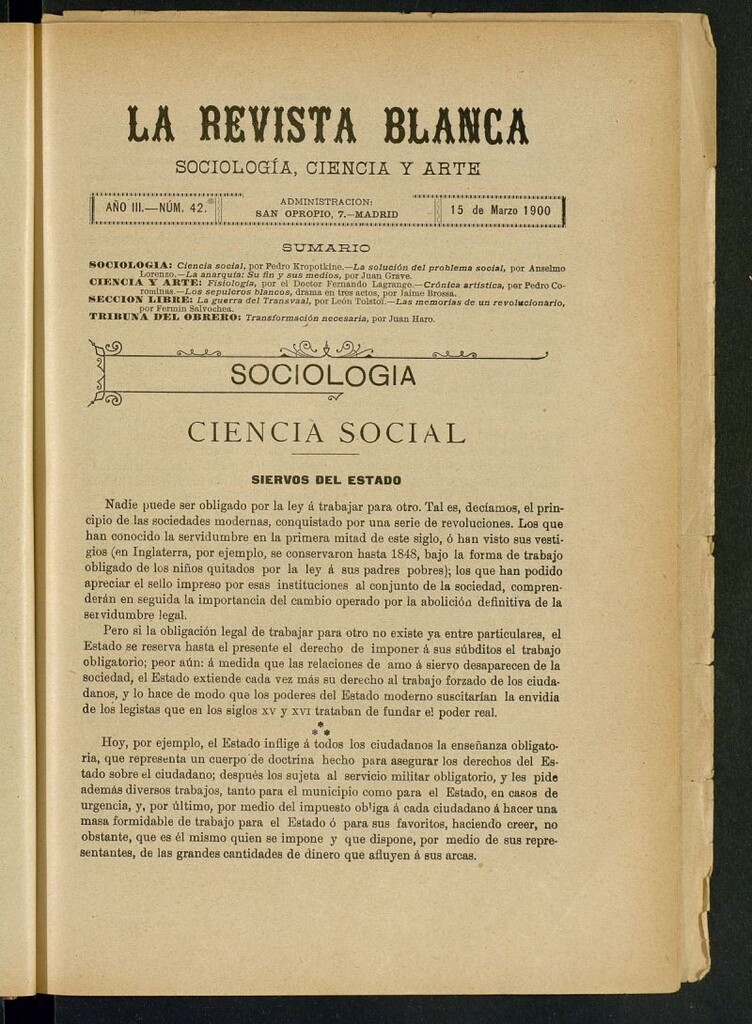 LA REVISTA BLANCA
SOCIOLOGÍA, CIENCIA Y ARTE
AÑO III.—NÚM. 42.
ADMINISTRACION:
SAN OPROPIO, 7.—MADRID
15 de Marzo 1900
SUMARIO
SOCIOLOGIA: Ciencia social, por Pedro Kropotkine.—La solución del problema social, por Anselmo
Lorenzo.—La anarquía: Su fin y sus medios, por Juan Grave.
CIENCIA Y ARTE: Fisiología, por el Doctor Fernando Lagrange.—Crónica artística, por Pedro Co-
rominas.—Los sepulcros blancos, drama en tres actos, por Jaime Brossa.
SECCION LIBRE: La guerra del Transvaal, por León Tolstoï.—Las memorias de un revolucionario,
por Fermin Salvochea.
TRIBUNA DEL OBRERO: Transformación necesaria, por Juan Haro.
SOCIOLOGIA
CIENCIA SOCIAL
SIERVOS DEL ESTADO
Nadie puede ser obligado por la ley á trabajar para otro. Tal es, decíamos, el prin-
cipio de las sociedades modernas, conquistado por una serie de revoluciones. Los que
han conocido la servidumbre en la primera mitad de este siglo, ó han visto sus vesti-
gios (en Inglaterra, por ejemplo, se conservaron hasta 1848, bajo la forma de trabajo
obligado de los niños quitados por la ley á sus padres pobres); los que han podido
apreciar el sello impreso por esas instituciones al conjunto de la sociedad, compren-
derán en seguida la importancia del cambio operado por la abolición definitiva de la
servidumbre legal.
Pero si la obligación legal de trabajar para otro no existe ya entre particulares, el
Estado se reserva hasta el presente el derecho de imponer á sus súbditos el trabajo
obligatorio; peor aún: á medida que las relaciones de amo á siervo desaparecen de la
sociedad, el Estado extiende cada vez más su derecho al trabajo forzado de los ciuda-
danos, y lo hace de modo que los poderes del Estado moderno suscitarían la envidia
de los legistas que en los siglos XV y XVI trataban de fundar el poder real.
* * *
Hoy, por ejemplo, el Estado inflige á todos los ciudadanos la enseñanza obligato-
ria, que representa un cuerpo de doctrina hecho para asegurar los derechos del Es-
tado sobre el ciudadano; después los sujeta al servicio militar obligatorio, y les pide
además diversos trabajos, tanto para el municipio como para el Estado, en casos de
urgencia, y, por último, por medio del impuesto obliga á cada ciudadano á hacer una
masa formidable de trabajo para el Estado ó para sus favoritos, haciendo creer, no
obstante, que es él mismo quien se impone y que dispone, por medio de sus repre-
sentantes, de las grandes cantidades de dinero que afluyen á sus arcas.